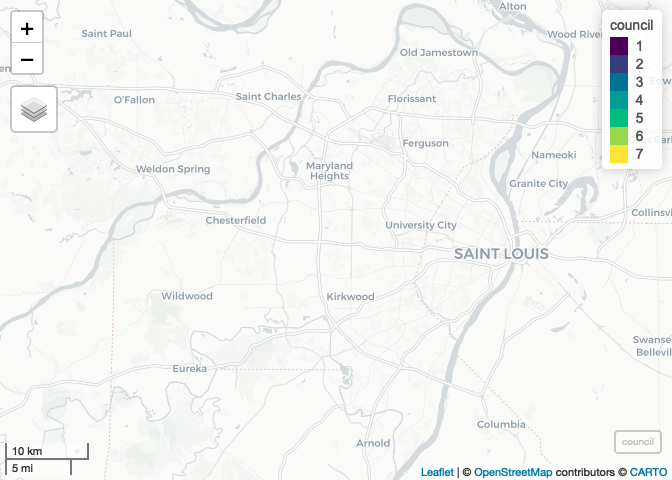 Alton
Saint Paul
Wood River
council
+
1
−
2
3
4
5
6
7
Old Jamestown
O'Fallon
Saint Charles
Florissant
Ferguson
Nameoki
Weldon Spring
Maryland
Heights
Granite City
Chesterfield
University City
Collinsvi
SAINT LOUIS
Wildwood
Kirkwood
Swanse
Bellevil
Eureka
Columbia
Arnold
council
10 km
5 mi
Leaflet | © OpenStreetMap contributors © CARTO